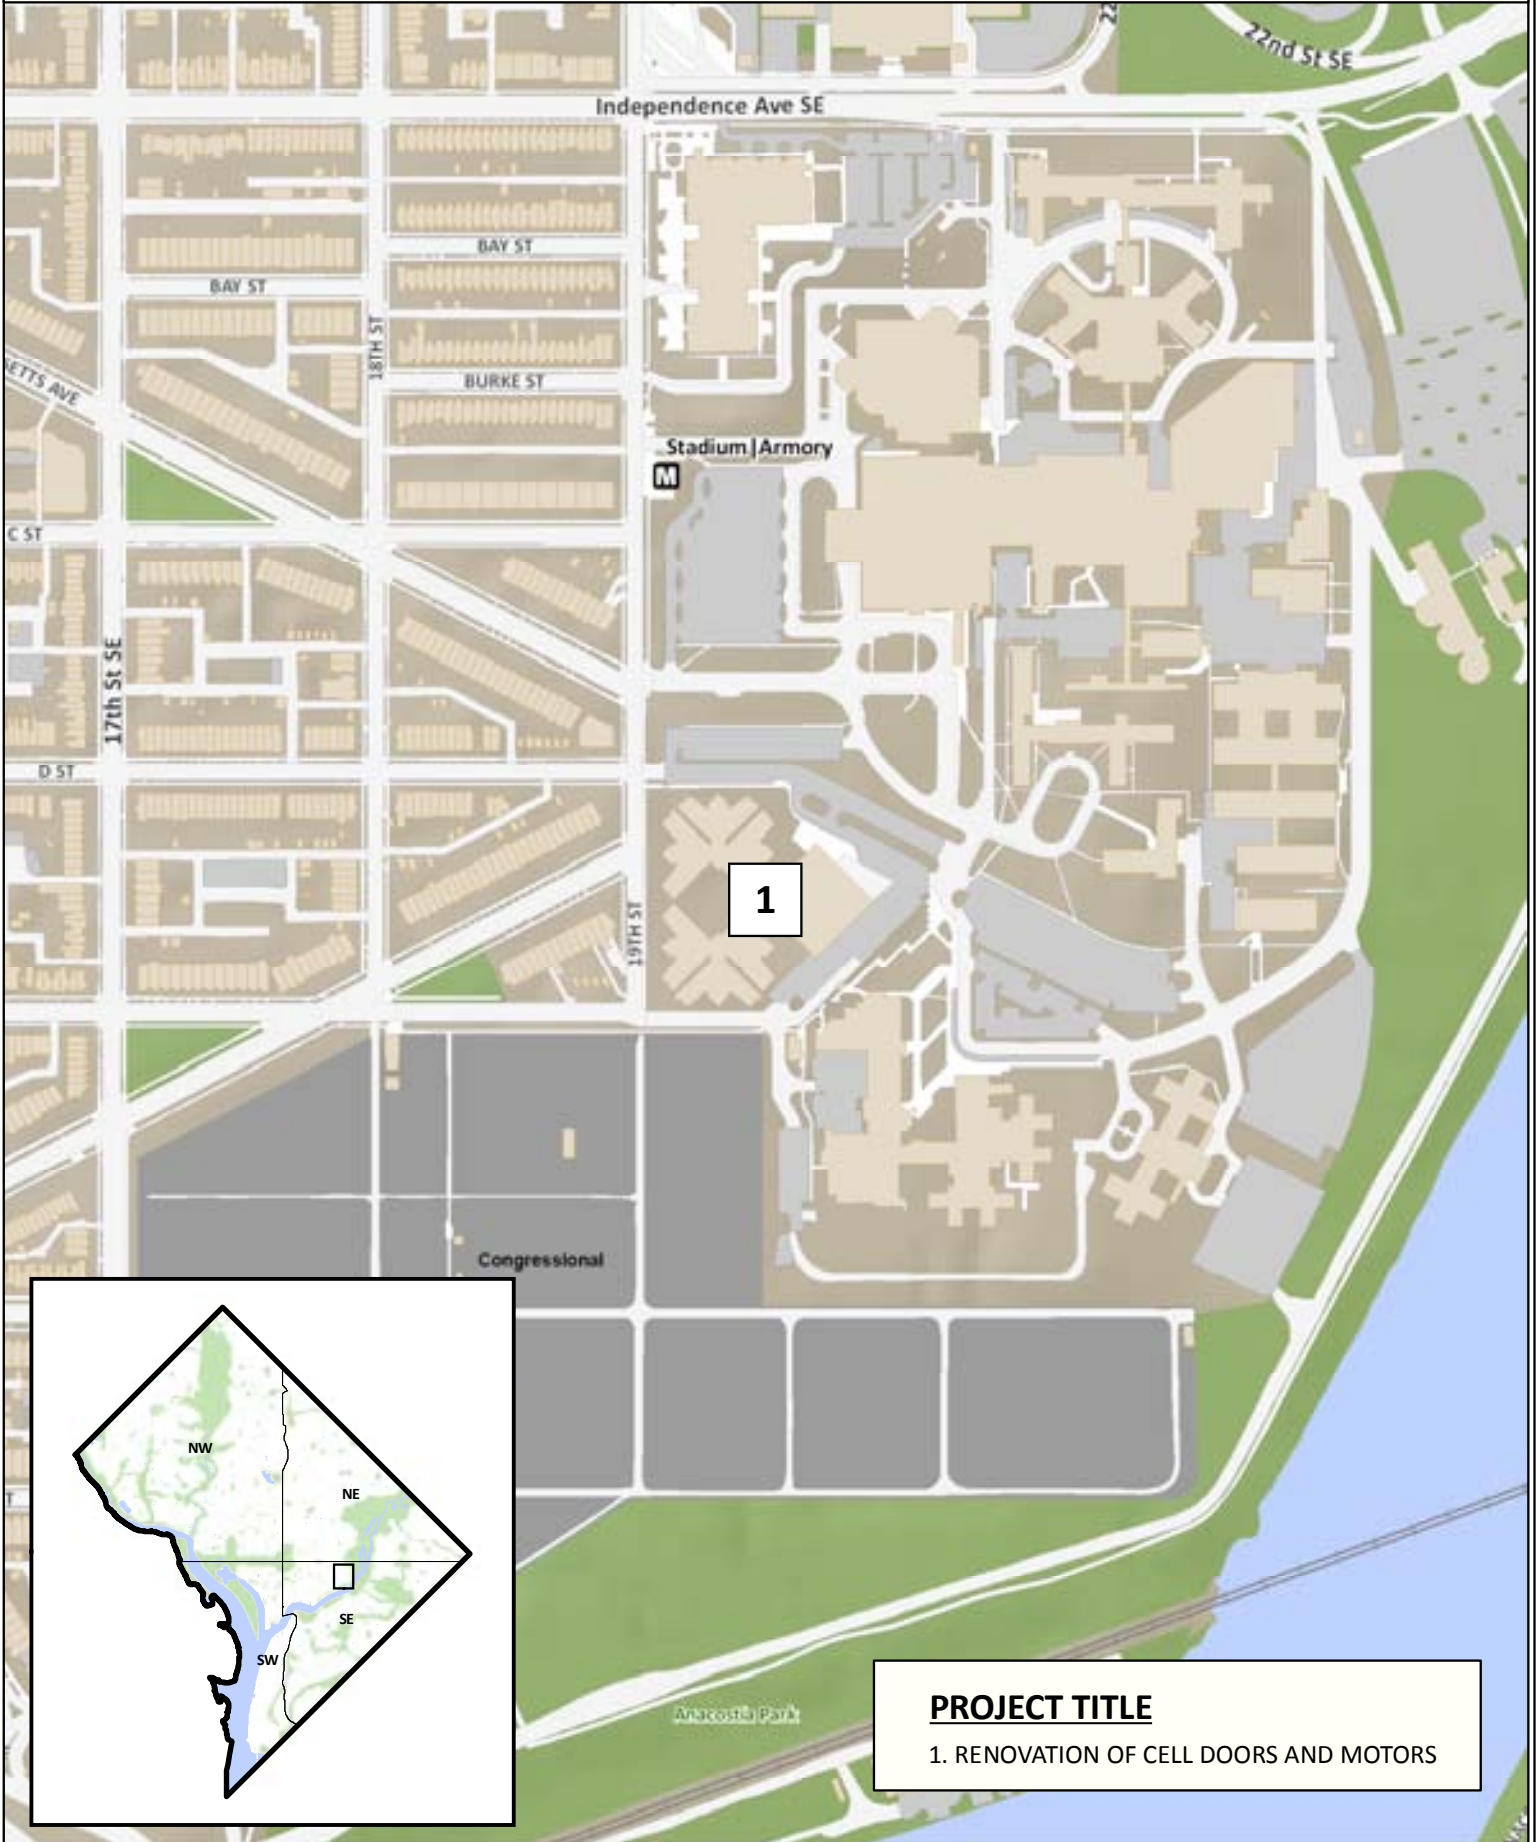 22
22nd St SE
Independence Ave SE
BAY ST
BAY ST
18TH ST
SETTS AVE
BURKE ST
Stadium|Armory
M
C ST
17th St SE
D ST
1
19TH ST
Congressional
NW
NE
SE
SW
T
Anacostia Park
PROJECT TITLE
1. RENOVATION OF CELL DOORS AND MOTORS